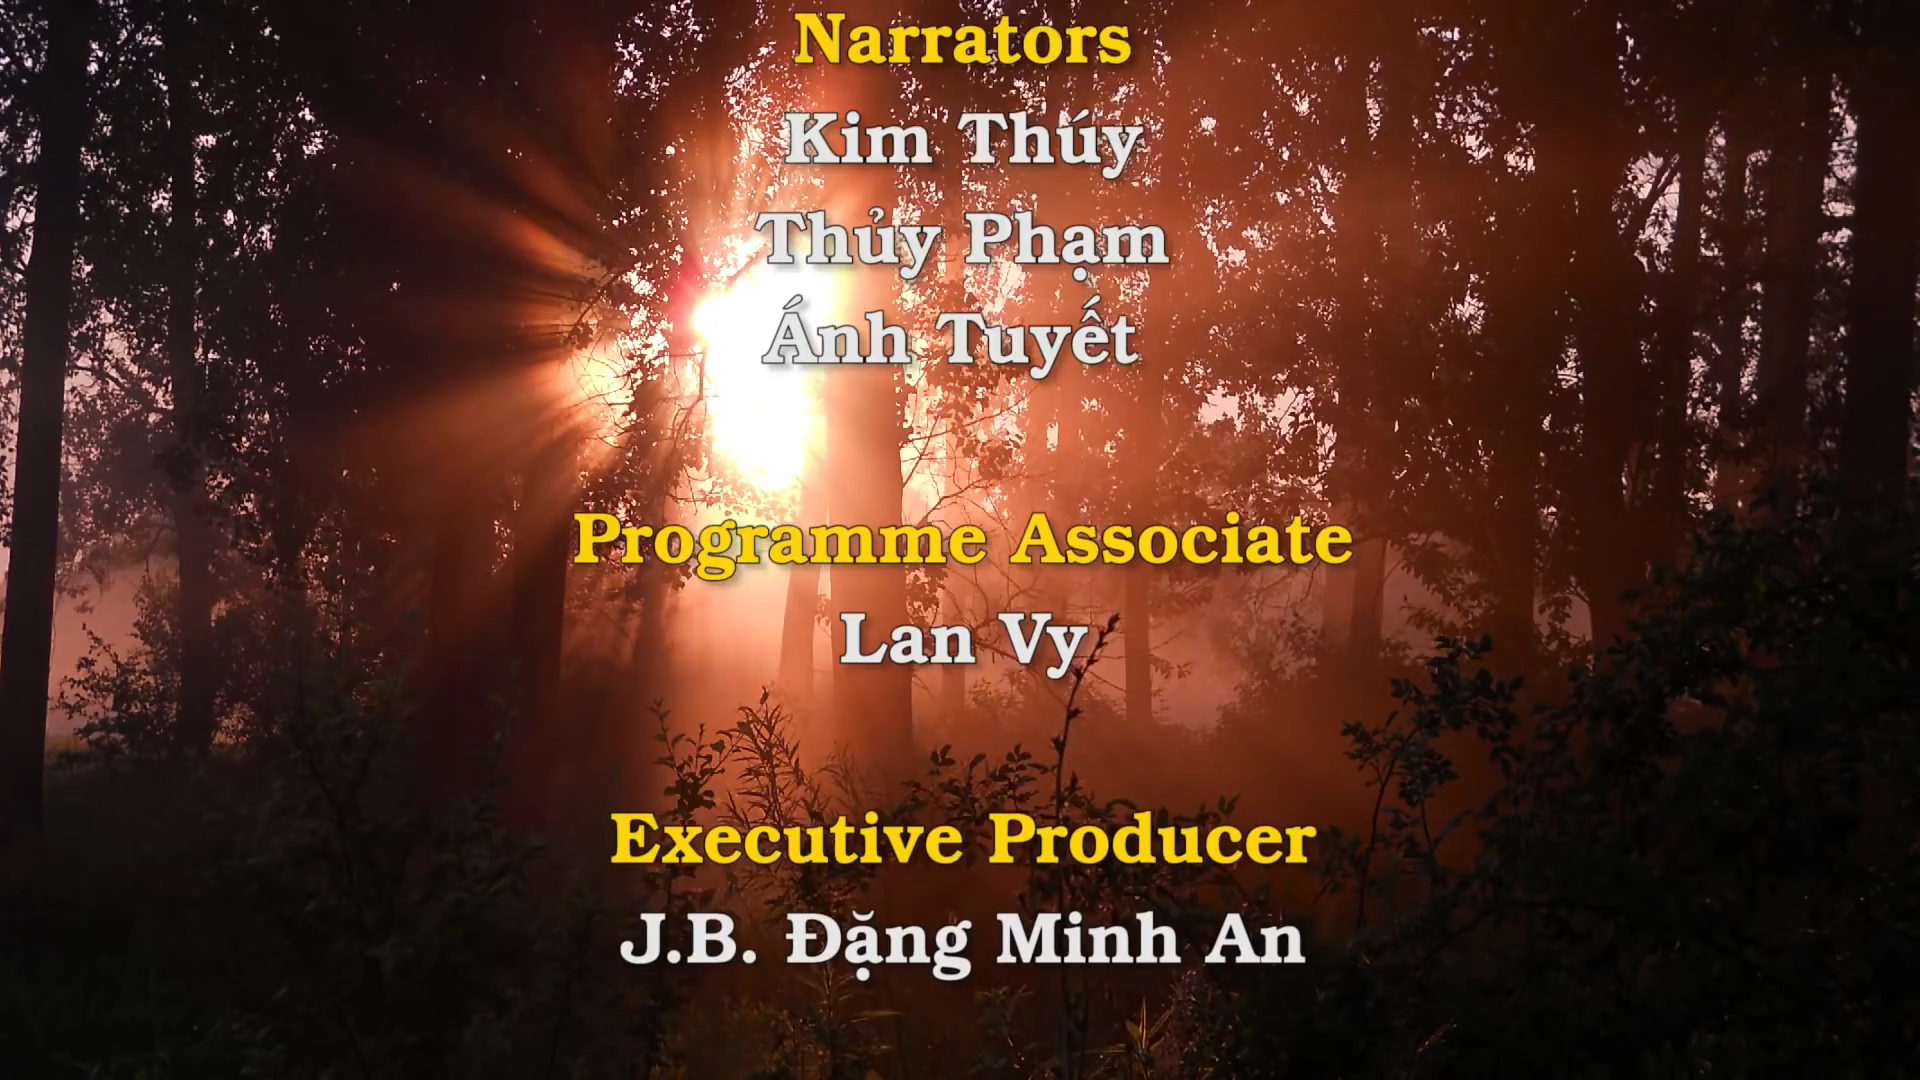 Narrators
Kim Thúy
Thủy Phạm
Ánh Tuyết
Programme Associate
Lan Vy
Executive Producer
J.B. Đặng Minh An